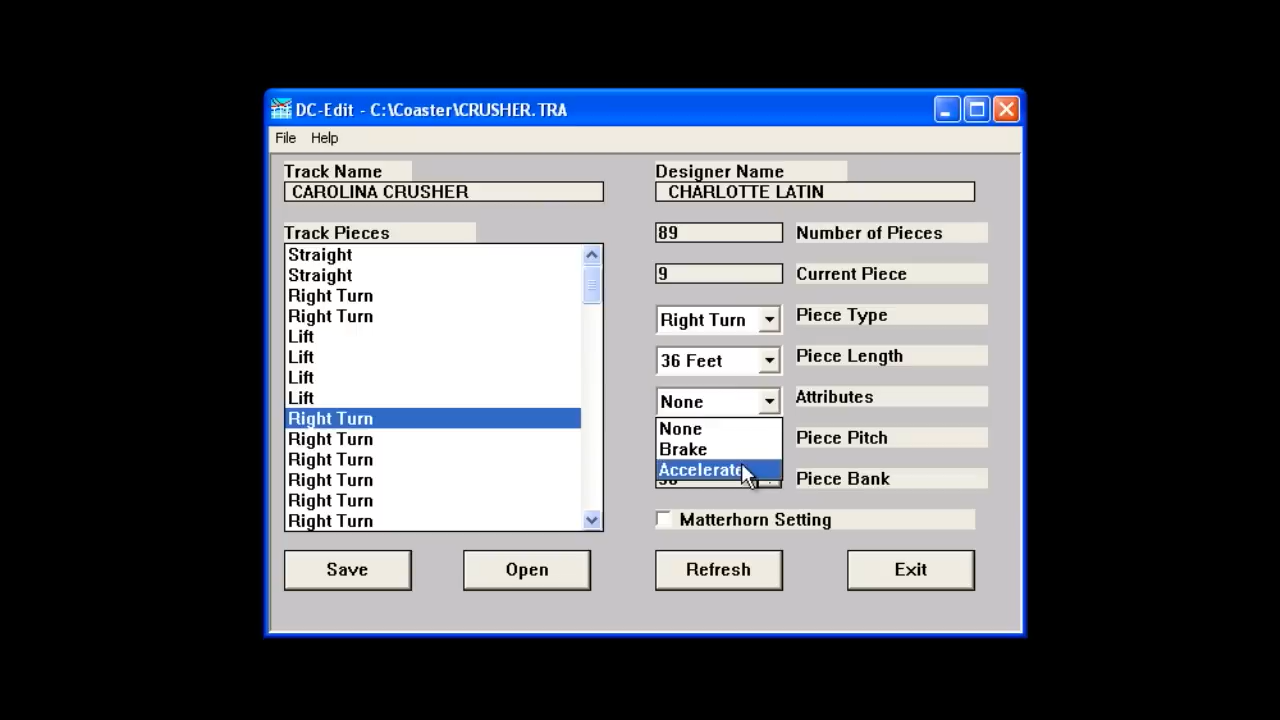 DC-Edit - C:\Coaster\CRUSHER.TRA
File Help
Track Name
CAROLINA CRUSHER
Designer Name
CHARLOTTE LATIN
Track Pieces
Straight
Straight
Right Turn
Right Turn
Lift
Lift
Lift
Lift
Right Turn
Right Turn
Right Turn
Right Turn
Right Turn
Right Turn
89 Number of Pieces
9 Current Piece
Right Turn Piece Type
36 Feet Piece Length
None Attributes
None
Brake
Accelerate
Piece Pitch
Piece Bank
Matterhorn Setting
Save Open Refresh Exit